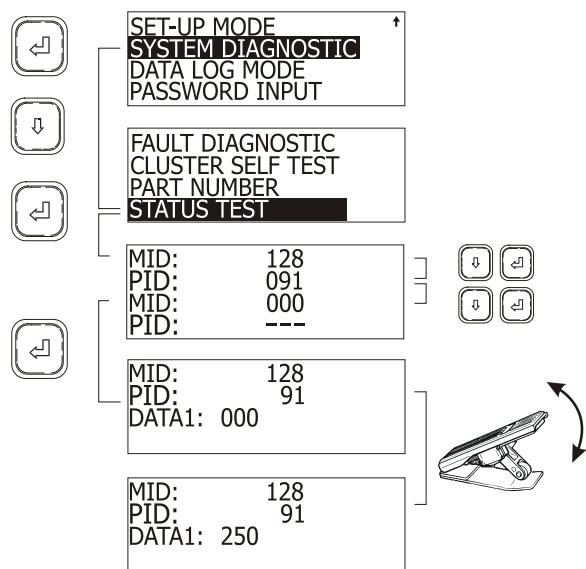 SET-UP MODE
SYSTEM DIAGNOSTIC
DATA LOG MODE
PASSWORD INPUT
FAULT DIAGNOSTIC
CLUSTER SELF TEST
PART NUMBER
STATUS TEST
MID: 128
PID: 091
MID: 000
PID: ---
MID: 128
PID: 91
DATA1: 000
MID: 128
PID: 91
DATA1: 250